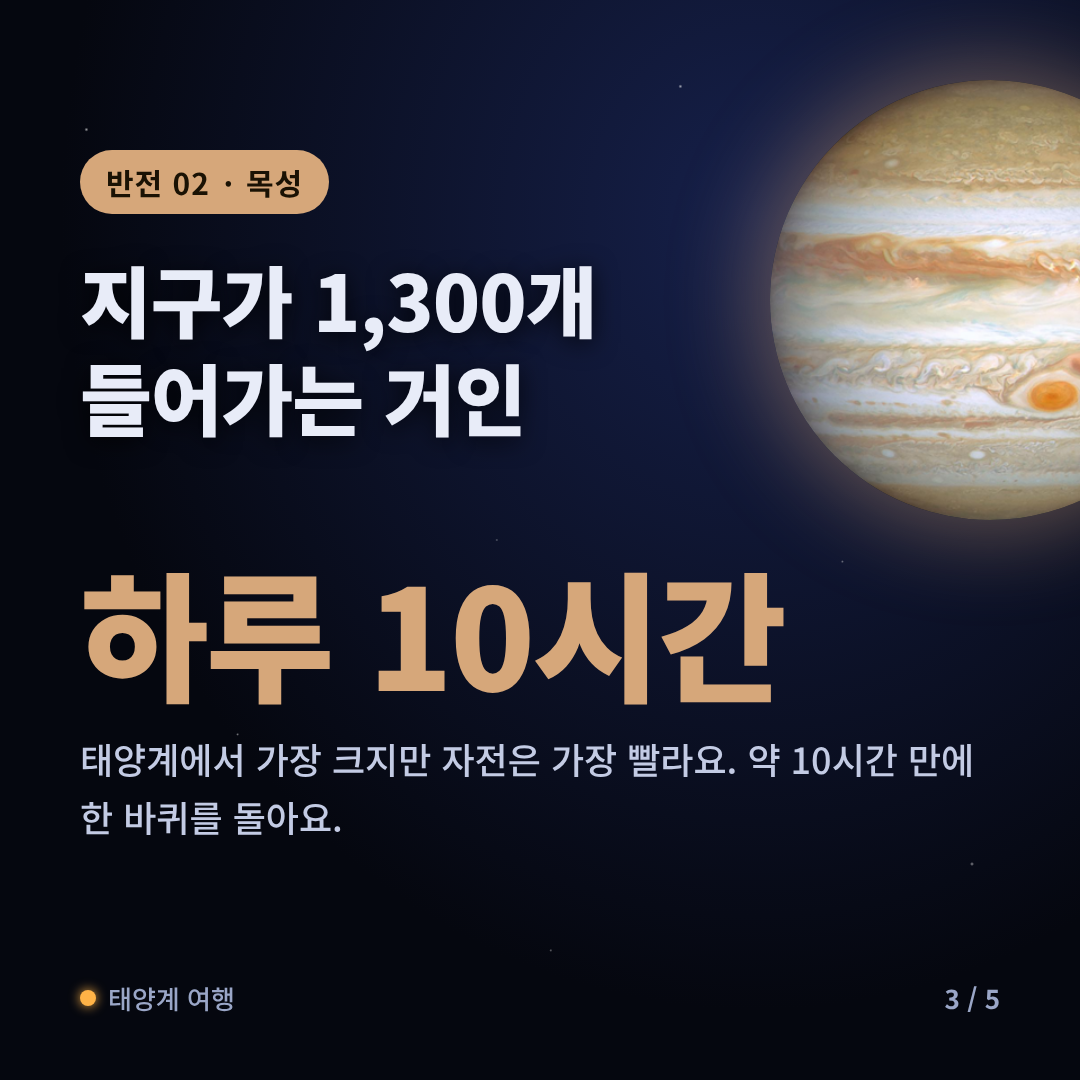 반전 02 · 목성
지구가 1,300개
들어가는 거인
하루 10시간
태양계에서 가장 크지만 자전은 가장 빨라요. 약 10시간 만에
한 바퀴를 돌아요.
태양계 여행
3 / 5